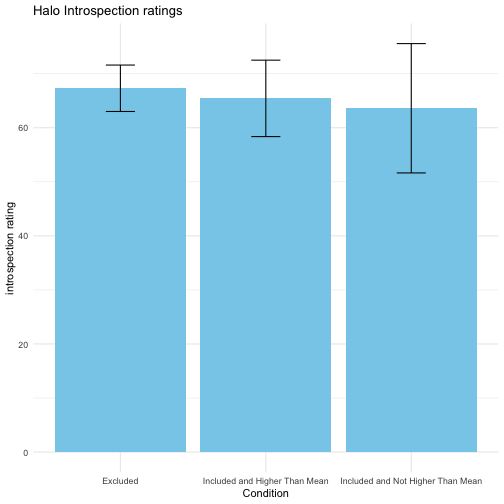 Halo Introspection ratings
introspection rating
60
40
20
0
Excluded
Included and Higher Than Mean
Included and Not Higher Than Mean
Condition